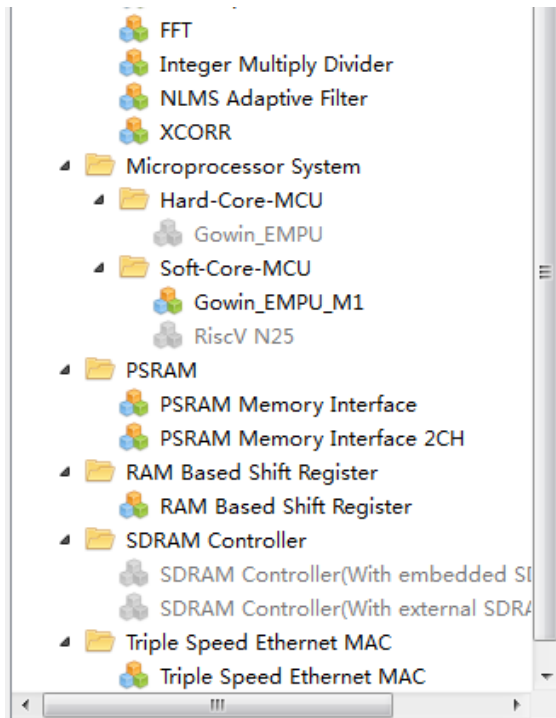 FFT
Integer Multiply Divider
NLMS Adaptive Filter
XCORR
Microprocessor System
Hard-Core-MCU
Gowin_EMPU
Soft-Core-MCU
Gowin_EMPU_M1
RiscV N25
PSRAM
PSRAM Memory Interface
PSRAM Memory Interface 2CH
RAM Based Shift Register
RAM Based Shift Register
SDRAM Controller
SDRAM Controller(With embedded
SDRAM Controller(With external
Triple Speed Ethernet MAC
Triple Speed Ethernet MAC